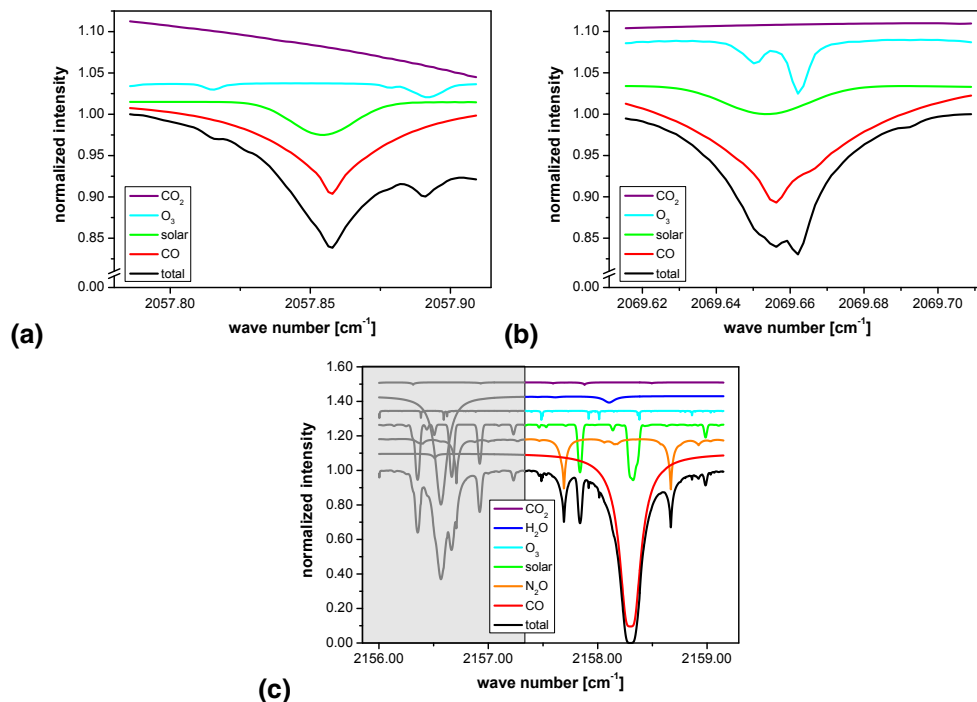 1.10
1.05
1.00
0.95
0.90
0.85
0.00
normalized intensity
CO2
O3
solar
CO
total
2057.80
2057.85
2057.90
wave number [cm-1]
(a)
1.10
1.05
1.00
0.95
0.90
0.85
0.00
normalized intensity
CO2
O3
solar
CO
total
2069.62
2069.64
2069.66
2069.68
2069.70
wave number [cm-1]
(b)
1.60
1.40
1.20
1.00
0.80
0.60
0.40
0.20
0.00
normalized intensity
CO2
H2O
O3
solar
N2O
CO
total
2156.00
2157.00
2158.00
2159.00
wave number [cm-1]
(c)